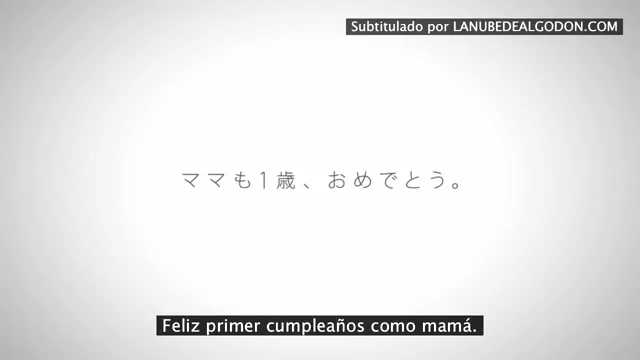 Subtitulado por LANUBEDEALGODON.COM
ママも1歳、おめでとう。
Feliz primer cumpleaños como mamá.